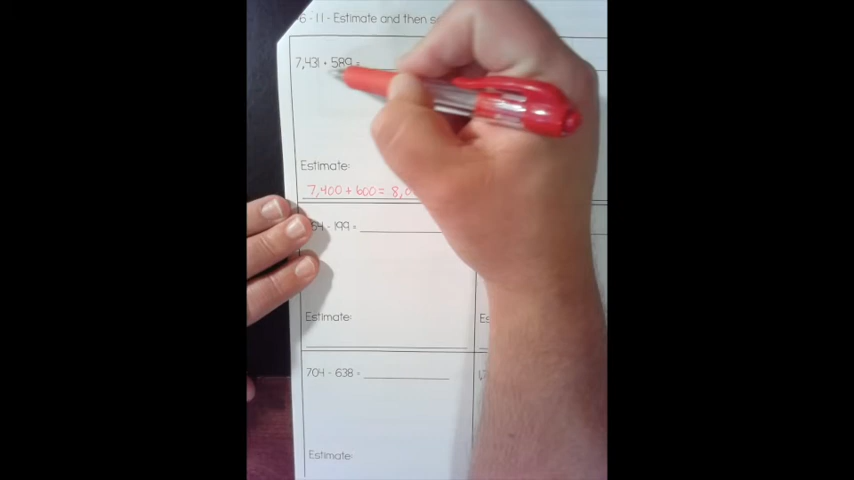 6 - 11 - Estimate and then
7,431 + 589 =
Estimate:
7,400 + 600 = 8,0
54 - 199 =
Estimate:
704 - 638 =
Estimate: